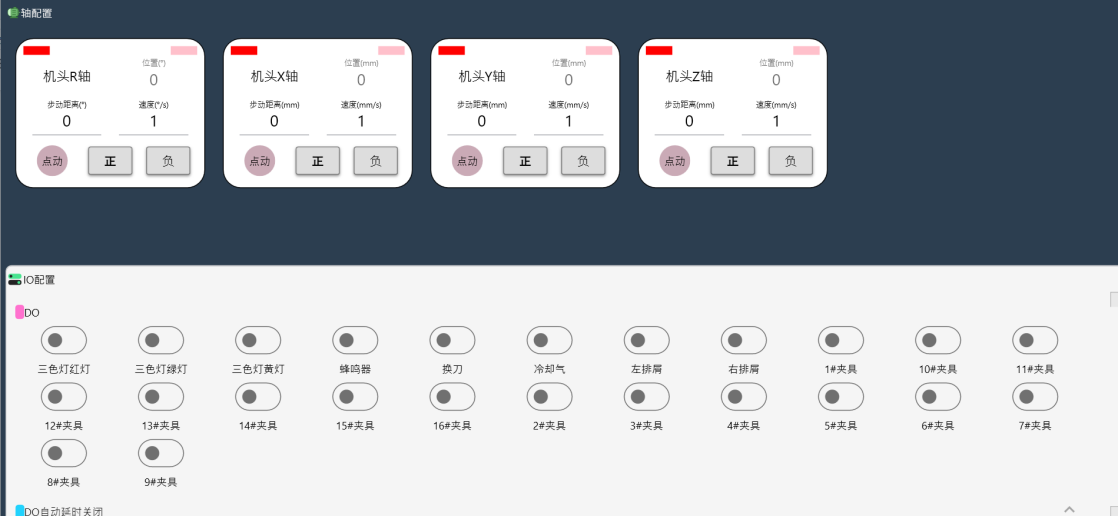 轴配置
机头R轴 位置(°) 0
步动距离(°) 速度(°/s)
0 1
点动 正 负
机头X轴 位置(mm) 0
步动距离(mm) 速度(mm/s)
0 1
点动 正 负
机头Y轴 位置(mm) 0
步动距离(mm) 速度(mm/s)
0 1
点动 正 负
机头Z轴 位置(mm) 0
步动距离(mm) 速度(mm/s)
0 1
点动 正 负
IO配置
DO
三色灯红灯 三色灯绿灯 三色灯黄灯 蜂鸣器 换刀 冷却气 左排屑 右排屑 1#夹具 10#夹具 11#夹具
12#夹具 13#夹具 14#夹具 15#夹具 16#夹具 2#夹具 3#夹具 4#夹具 5#夹具 6#夹具 7#夹具
8#夹具 9#夹具
DO自动延时关闭